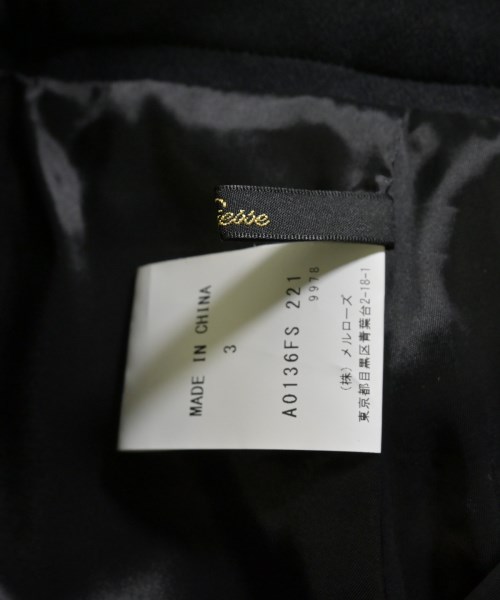 MADE IN CHINA
3
A0136FS 221
9978
(株) メルローズ
東京都目黒区青葉台2-18-1